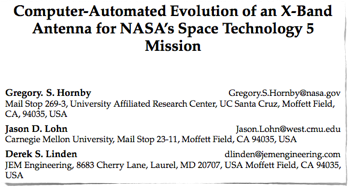 Computer-Automated Evolution of an X-Band
Antenna for NASA's Space Technology 5
Mission
Gregory. S. Hornby Gregory.S.Hornby@nasa.gov
Mail Stop 269-3, University Affiliated Research Center, UC Santa Cruz, Moffett Field,
CA, 94035, USA
Jason D. Lohn Jason.Lohn@west.cmu.edu
Carnegie Mellon University, Mail Stop 23-11, Moffett Field, CA 94035, USA
Derek S. Linden dlinden@jemengineering.com
JEM Engineering, 8683 Cherry Lane, Laurel, MD 20707, USA Moffett Field, CA 94035,
USA